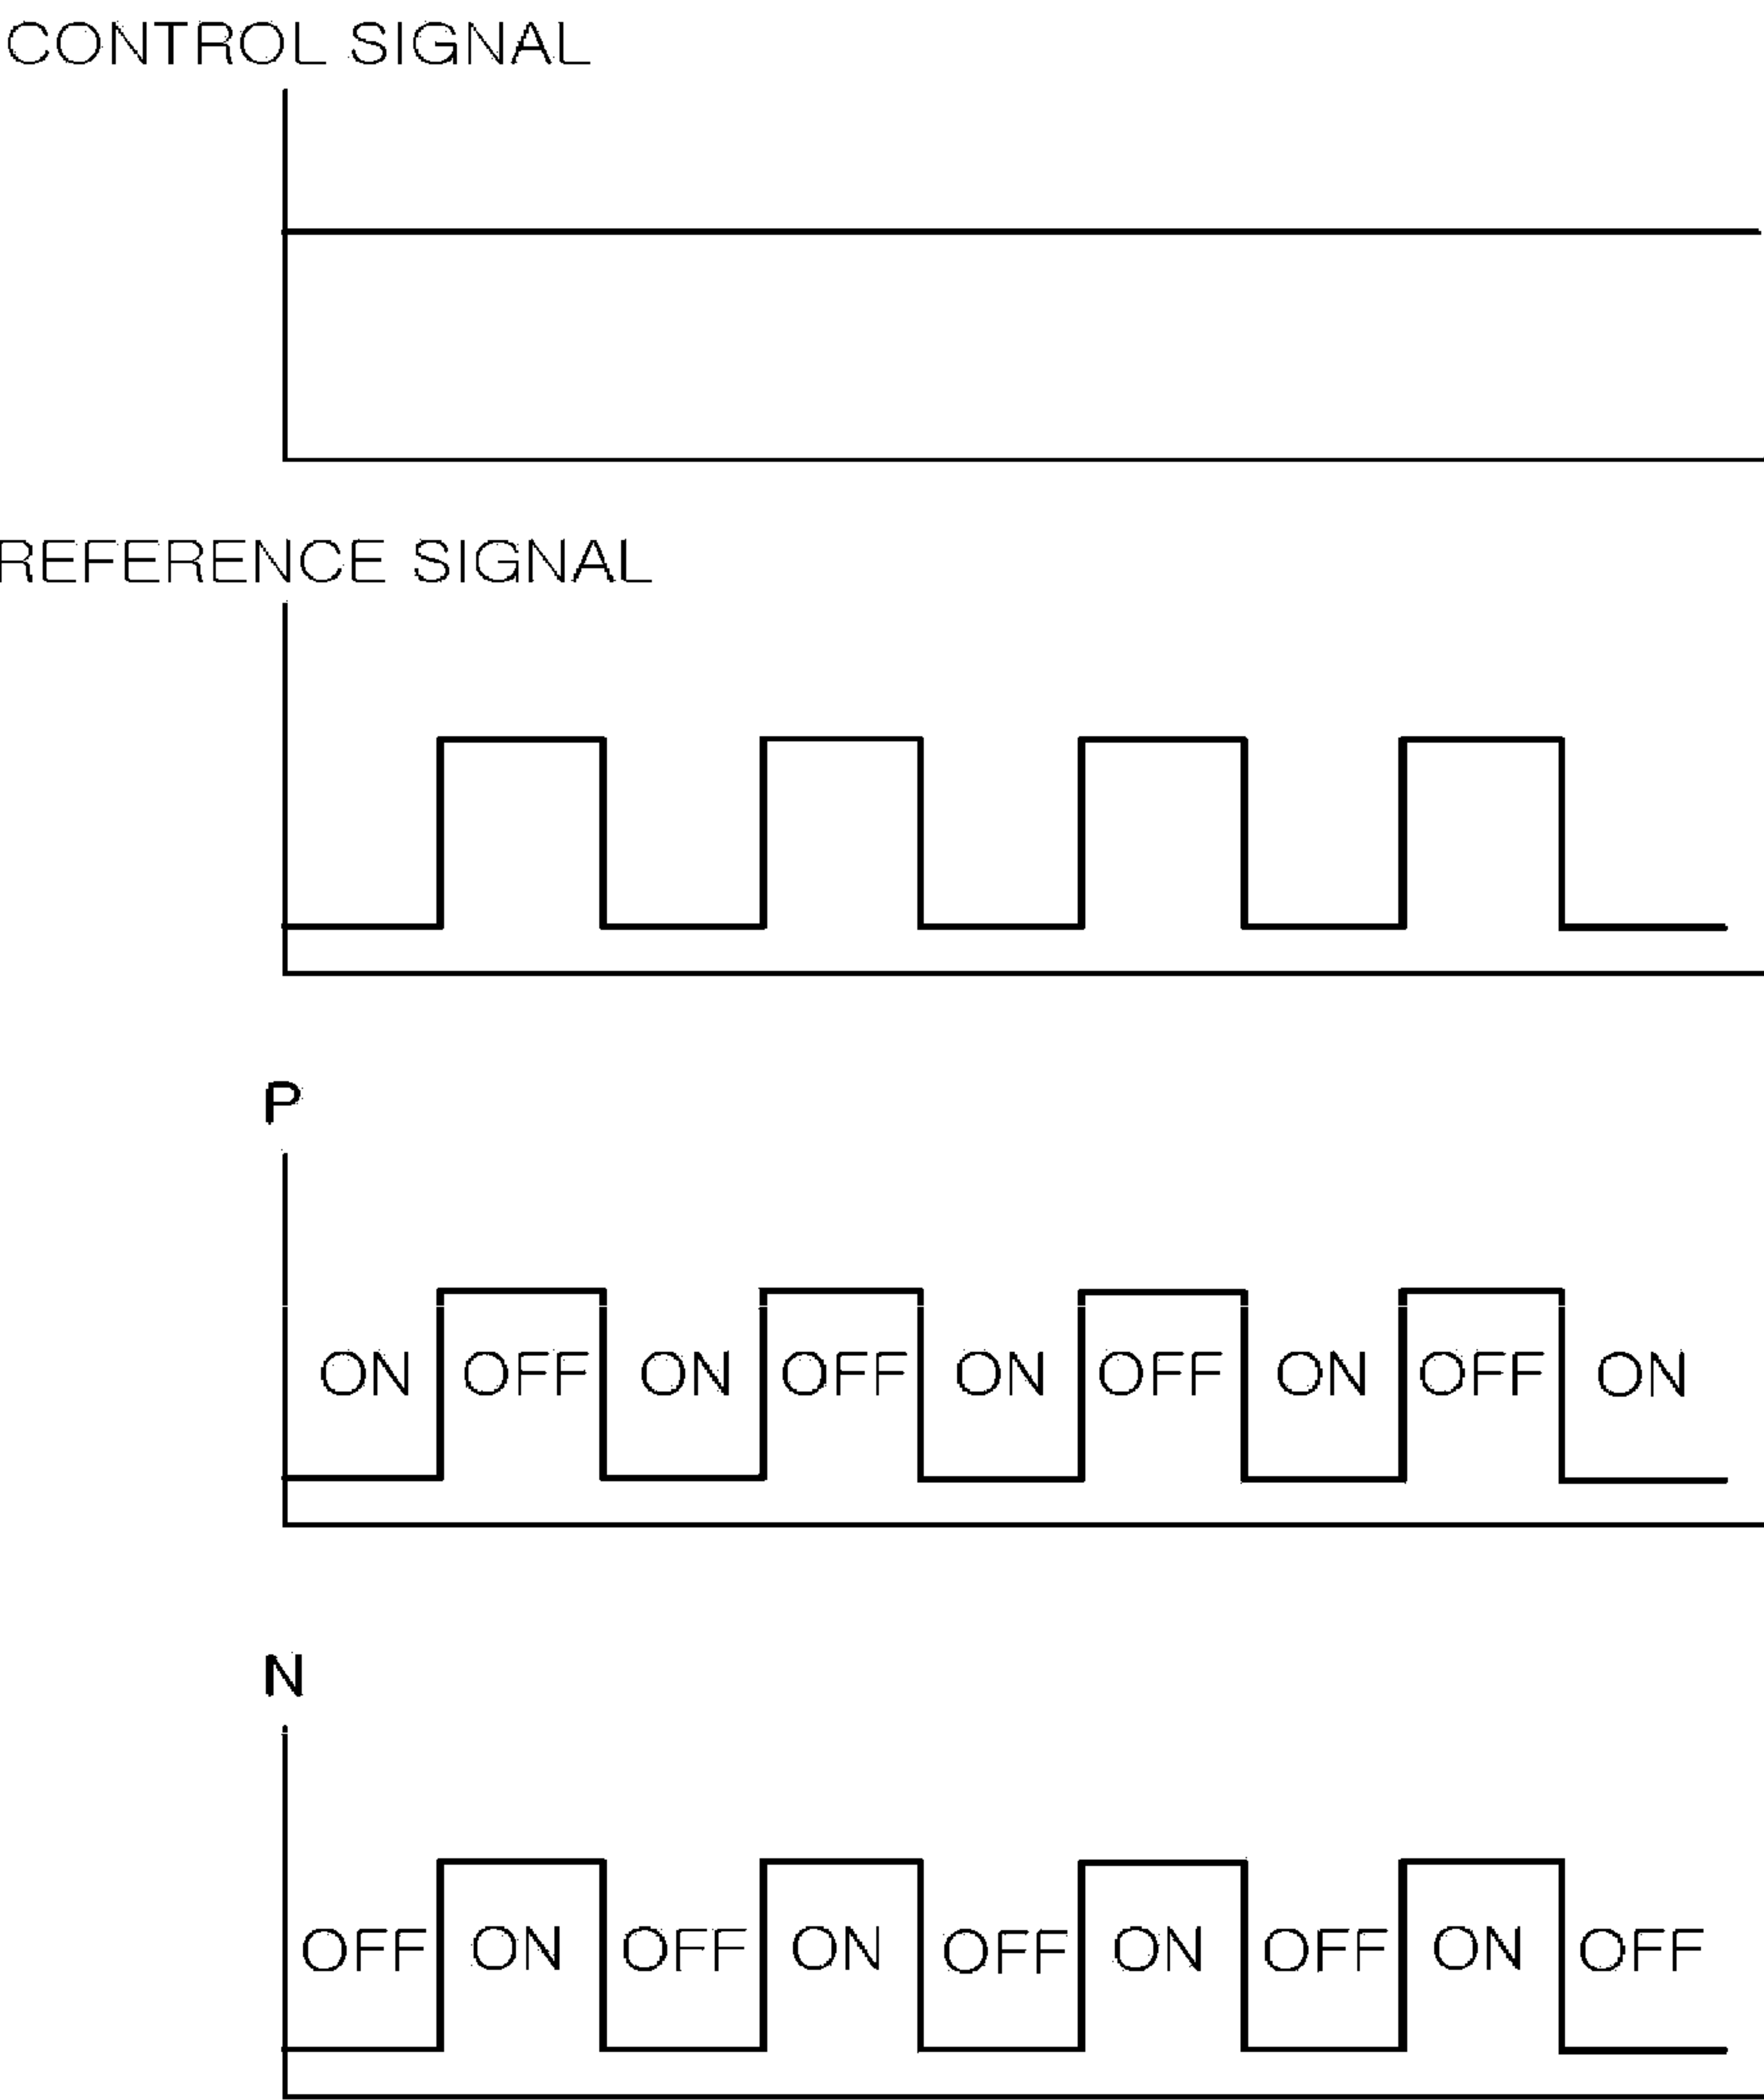 CONTROL SIGNAL
REFERENCE SIGNAL
P
ON OFF ON OFF ON OFF ON OFF ON
N
OFF ON OFF ON OFF ON OFF ON OFF